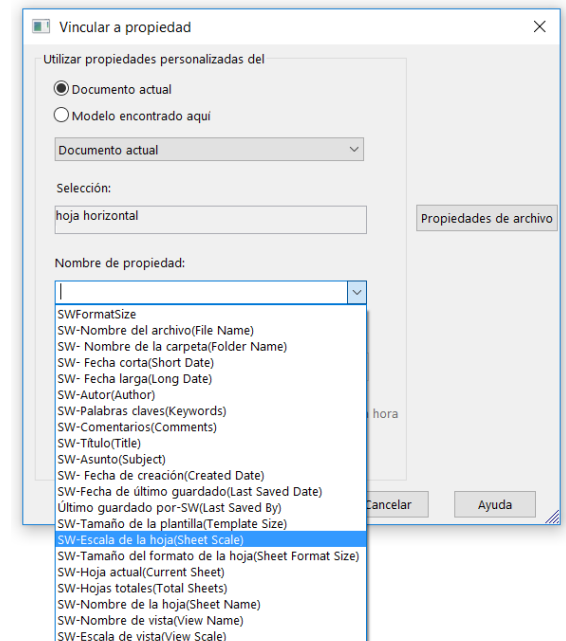 Vincular a propiedad
Utilizar propiedades personalizadas del
Documento actual
Modelo encontrado aquí
Documento actual
Selección:
hoja horizontal
Propiedades de archivo
Nombre de propiedad:
SWFormatSize
SW-Nombre del archivo(File Name)
SW- Nombre de la carpeta(Folder Name)
SW- Fecha corta(Short Date)
SW- Fecha larga(Long Date)
SW-Autor(Author)
SW-Palabras claves(Keywords)
hora
SW-Comentarios(Comments)
SW-Título(Title)
SW-Asunto(Subject)
SW- Fecha de creación(Created Date)
SW-Fecha de último guardado(Last Saved Date)
Último guardado por-SW(Last Saved By)
Cancelar
Ayuda
SW-Tamaño de la plantilla(Template Size)
SW-Escala de la hoja(Sheet Scale)
SW-Tamaño del formato de la hoja(Sheet Format Size)
SW-Hoja actual(Current Sheet)
SW-Hojas totales(Total Sheets)
SW-Nombre de la hoja(Sheet Name)
SW-Nombre de vista(View Name)
SW-Escala de vista(View Scale)